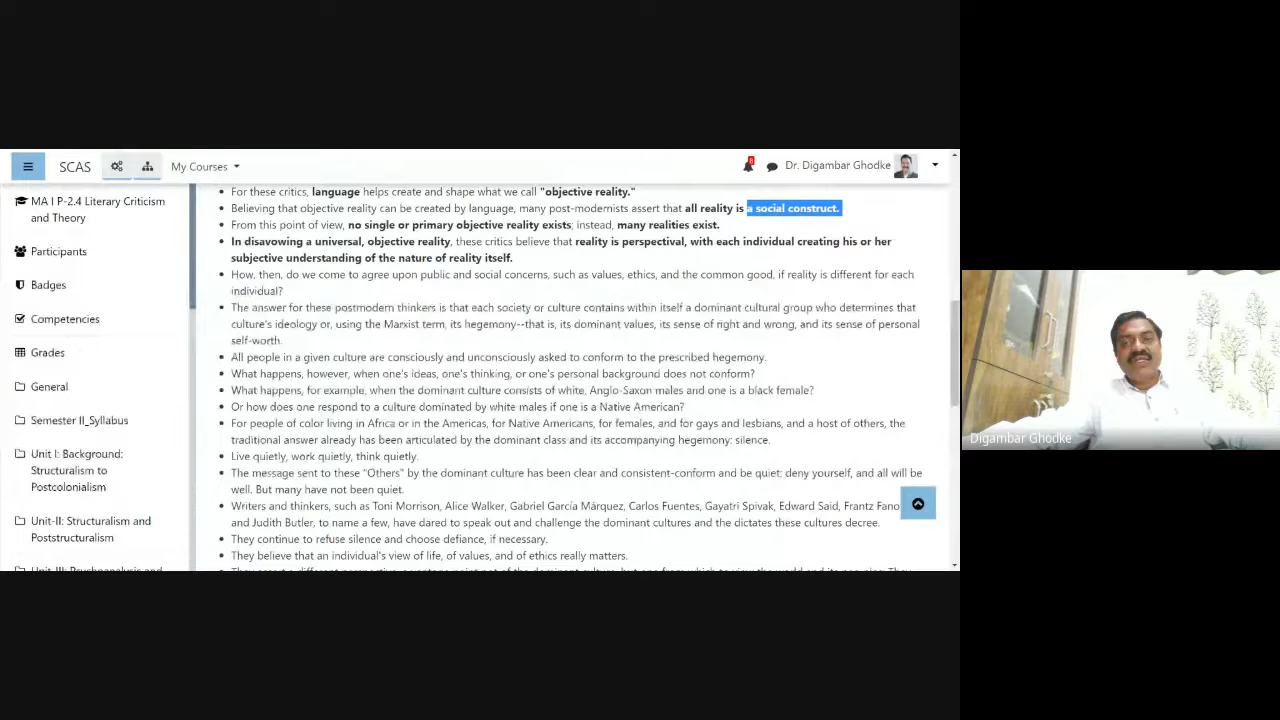 SCAS
My Courses
6
Dr. Digambar Ghodke
MA I P-2.4 Literary Criticism
and Theory
Participants
Badges
Competencies
Grades
General
Semester II_Syllabus
Unit I: Background:
Structuralism to
Postcolonialism
Unit-II: Structuralism and
Poststructuralism
Unit-III: Psychoanalysis and
For these critics, language helps create and shape what we call "objective reality."
Believing that objective reality can be created by language, many post-modernists assert that all reality is a social construct.
From this point of view, no single or primary objective reality exists; instead, many realities exist.
In disavowing a universal, objective reality, these critics believe that reality is perspectival, with each individual creating his or her
subjective understanding of the nature of reality itself.
How, then, do we come to agree upon public and social concerns, such as values, ethics, and the common good, if reality is different for each
individual?
The answer for these postmodern thinkers is that each society or culture contains within itself a dominant cultural group who determines that
culture's ideology or, using the Marxist term, its hegemony--that is, its dominant values, its sense of right and wrong, and its sense of personal
self-worth.
All people in a given culture are consciously and unconsciously asked to conform to the prescribed hegemony.
What happens, however, when one's ideas, one's thinking, or one's personal background does not conform?
What happens, for example, when the dominant culture consists of white, Anglo-Saxon males and one is a black female?
Or how does one respond to a culture dominated by white males if one is a Native American?
For people of color living in Africa or in the Americas, for Native Americans, for females, and for gays and lesbians, and a host of others, the
traditional answer already has been articulated by the dominant class and its accompanying hegemony: silence.
Live quietly, work quietly, think quietly.
The message sent to these "Others" by the dominant culture has been clear and consistent-conform and be quiet; deny yourself, and all will be
well. But many have not been quiet.
Writers and thinkers, such as Toni Morrison, Alice Walker, Gabriel García Márquez, Carlos Fuentes, Gayatri Spivak, Edward Said, Frantz Fano
and Judith Butler, to name a few, have dared to speak out and challenge the dominant cultures and the dictates these cultures decree.
They continue to refuse silence and choose defiance, if necessary.
They believe that an individual's view of life, of values, and of ethics really matters.
Digambar Ghodke